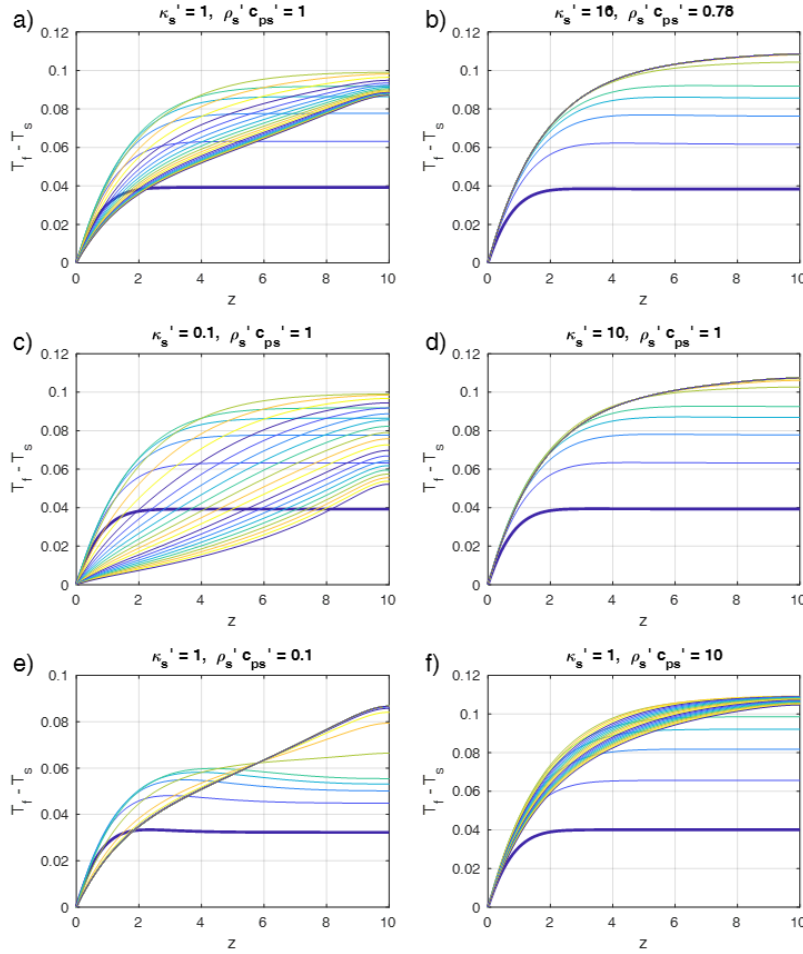 a)
κs' = 1, ρs' cps' = 1
0.12
0.1
0.08
0.06
0.04
0.02
0
Tf - Ts
0 2 4 6 8 10
z
b)
κs' = 16, ρs' cps' = 0.78
0.12
0.1
0.08
0.06
0.04
0.02
0
Tf - Ts
0 2 4 6 8 10
z
c)
κs' = 0.1, ρs' cps' = 1
0.12
0.1
0.08
0.06
0.04
0.02
0
Tf - Ts
0 2 4 6 8 10
z
d)
κs' = 10, ρs' cps' = 1
0.12
0.1
0.08
0.06
0.04
0.02
0
Tf - Ts
0 2 4 6 8 10
z
e)
κs' = 1, ρs' cps' = 0.1
0.1
0.08
0.06
0.04
0.02
0
Tf - Ts
0 2 4 6 8 10
z
f)
κs' = 1, ρs' cps' = 10
0.12
0.1
0.08
0.06
0.04
0.02
0
Tf - Ts
0 2 4 6 8 10
z